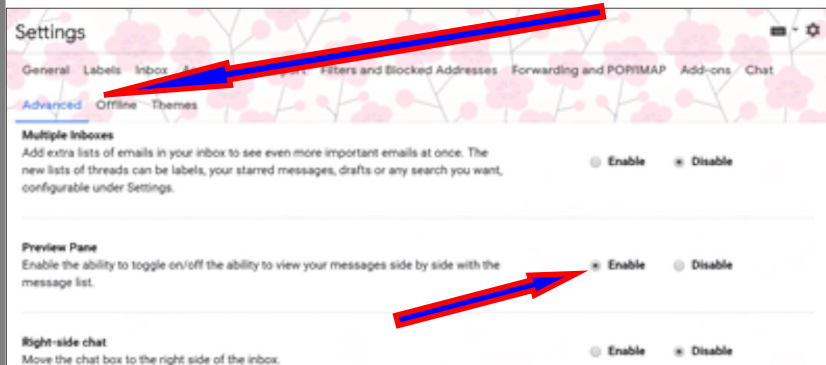 Settings
General Labels Inbox Filters and Blocked Addresses Forwarding and POP/IMAP Add-ons Chat
Advanced Offline Themes
Multiple Inboxes
Add extra lists of emails in your inbox to see even more important emails at once. The
new lists of threads can be labels, your starred messages, drafts or any search you want,
configurable under Settings.
Enable Disable
Preview Pane
Enable the ability to toggle on/off the ability to view your messages side by side with the
message list.
Enable Disable
Right-side chat
Move the chat box to the right side of the inbox.
Enable Disable